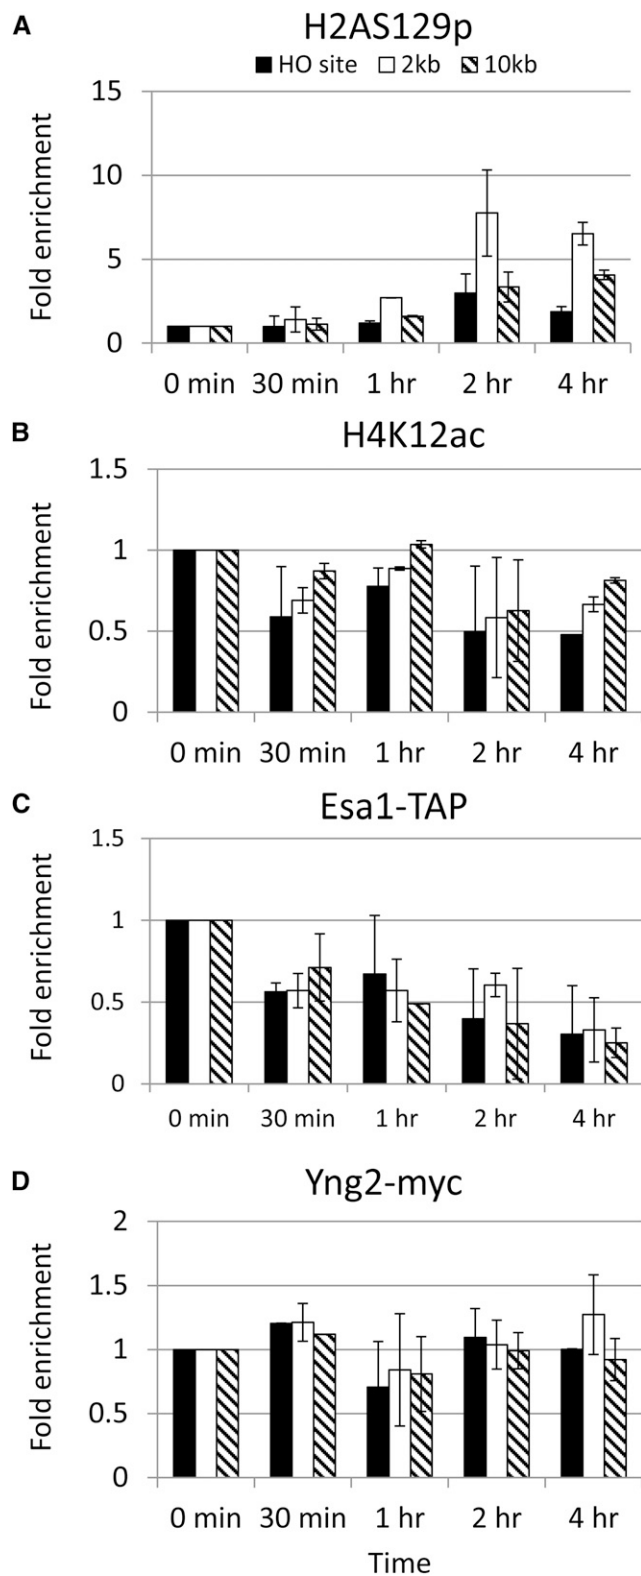 A
H2AS129p
HO site 2kb 10kb
Fold enrichment
15
10
5
0
0 min 30 min 1 hr 2 hr 4 hr
B
H4K12ac
Fold enrichment
1.5
1
0.5
0
0 min 30 min 1 hr 2 hr 4 hr
C
Esa1-TAP
Fold enrichment
1.5
1
0.5
0
0 min 30 min 1 hr 2 hr 4 hr
D
Yng2-myc
Fold enrichment
2
1.5
1
0.5
0
0 min 30 min 1 hr 2 hr 4 hr
Time